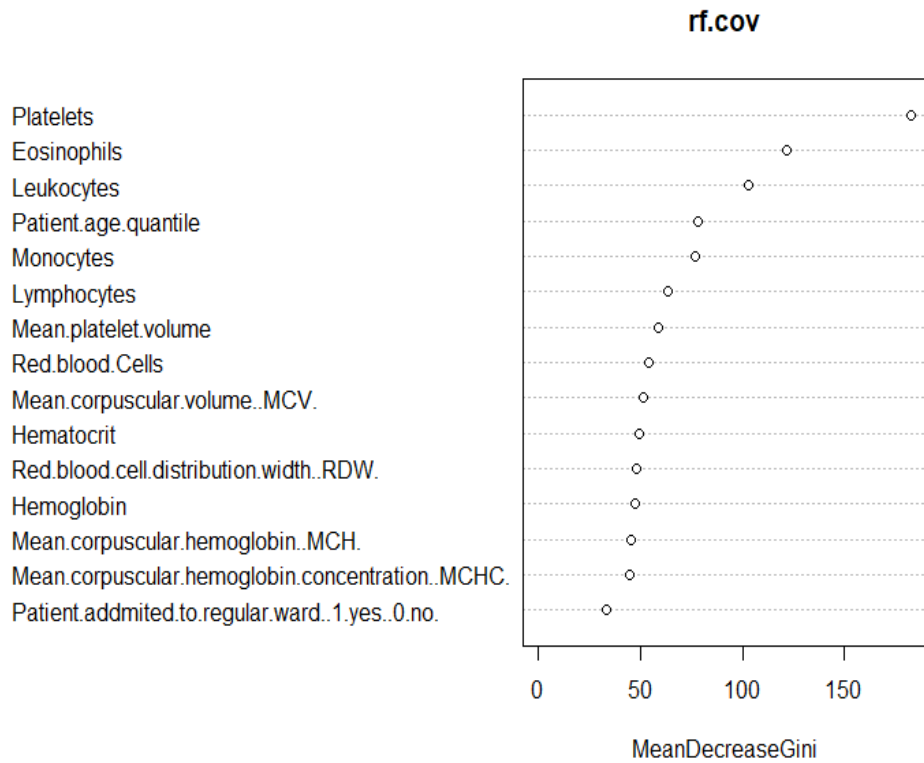 rf.cov
Platelets
Eosinophils
Leukocytes
Patient.age.quantile
Monocytes
Lymphocytes
Mean.platelet.volume
Red.blood.Cells
Mean.corpuscular.volume..MCV.
Hematocrit
Red.blood.cell.distribution.width..RDW.
Hemoglobin
Mean.corpuscular.hemoglobin..MCH.
Mean.corpuscular.hemoglobin.concentration..MCHC.
Patient.addmited.to.regular.ward..1.yes..0.no.
0 50 100 150
MeanDecreaseGini